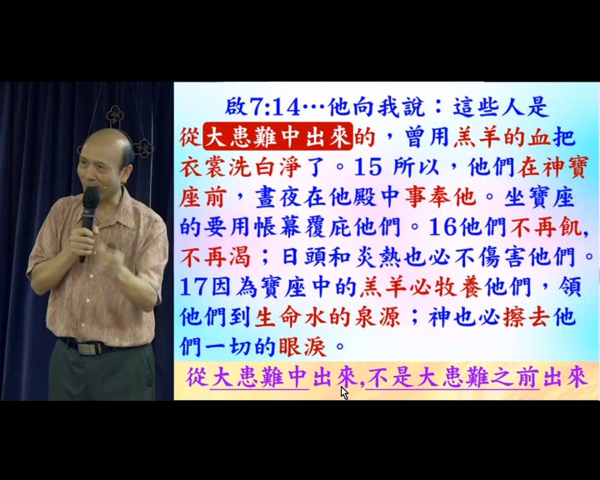 啟7:14…他向我說：這些人是
從大患難中出來的，曾用羔羊的血把
衣裳洗白淨了。15 所以，他們在神寶
座前，晝夜在他殿中事奉他。坐寶座
的要用帳幕覆庇他們。16他們不再飢,
不再渴；日頭和炎熱也必不傷害他們。
17因為寶座中的羔羊必牧養他們，領
他們到生命水的泉源；神也必擦去他
們一切的眼淚。
從大患難中出來,不是大患難之前出來